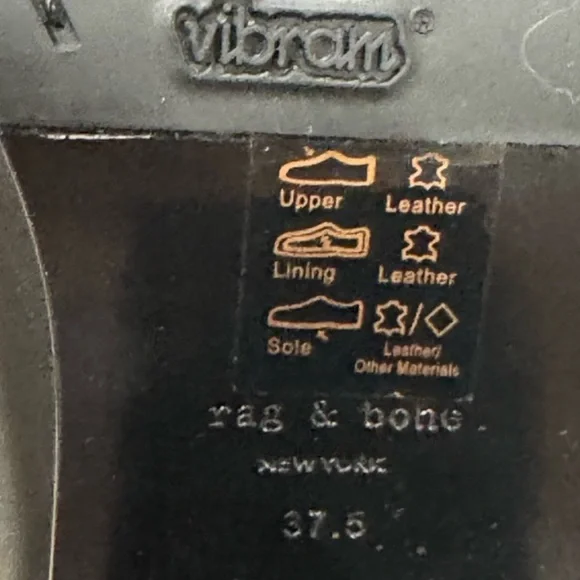 vibram®
Upper Leather
Lining Leather
Sole Leather/
Other Materials
rag & bone
NEW YORK
37.5